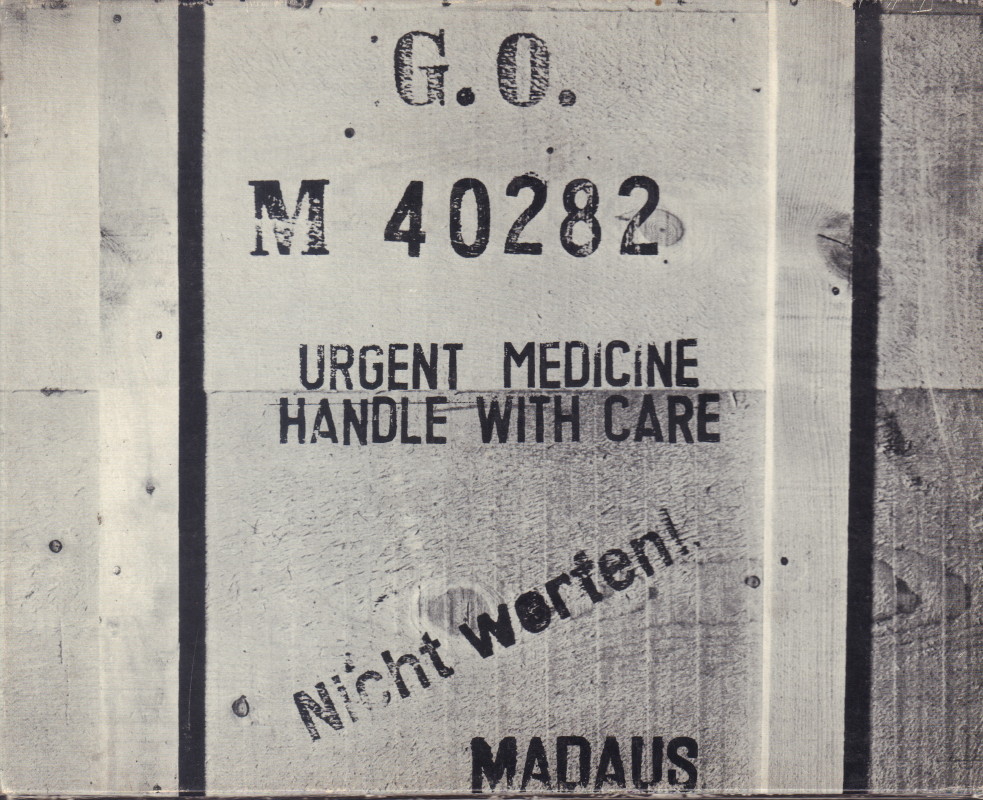 G.O.
M 40282
URGENT MEDICINE
HANDLE WITH CARE
Nicht werfen!
MADAUS